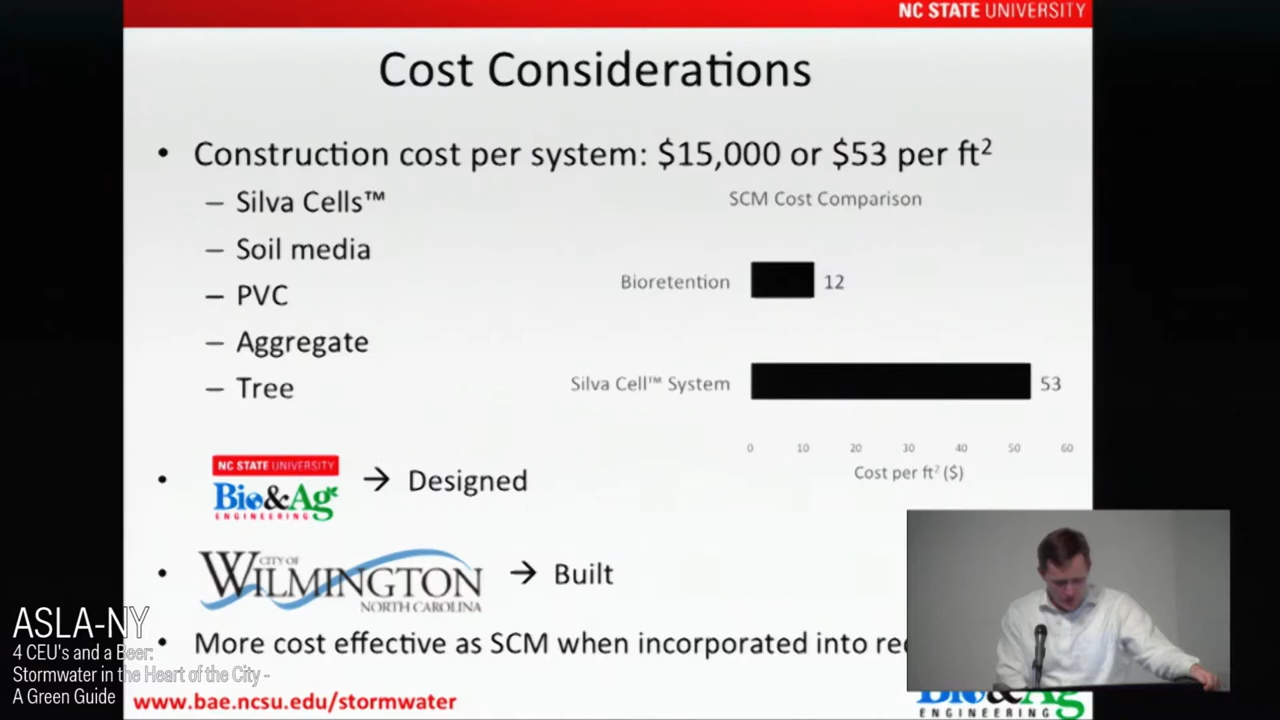 NC STATE UNIVERSITY
Cost Considerations
• Construction cost per system: $15,000 or $53 per ft²
– Silva Cells™
– Soil media
– PVC
– Aggregate
– Tree
SCM Cost Comparison
Bioretention 12
Silva Cell™ System 53
0 10 20 30 40 50 60
Cost per ft² ($)
NC STATE UNIVERSITY
Bio&Ag
ENGINEERING
→ Designed
CITY OF
WILMINGTON
NORTH CAROLINA
→ Built
• More cost effective as SCM when incorporated into
www.bae.ncsu.edu/stormwater
Bio&Ag
ENGINEERING
ASLA-NY
4 CEU's and a Beer:
Stormwater in the Heart of the City -
A Green Guide